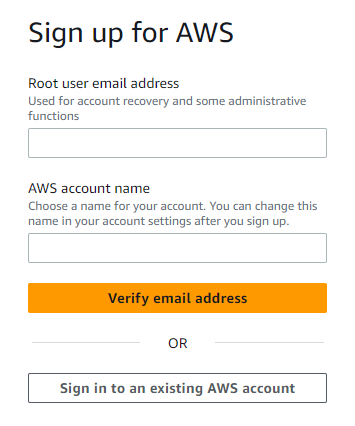 Sign up for AWS
Root user email address
Used for account recovery and some administrative
functions
AWS account name
Choose a name for your account. You can change this
name in your account settings after you sign up.
Verify email address
OR
Sign in to an existing AWS account